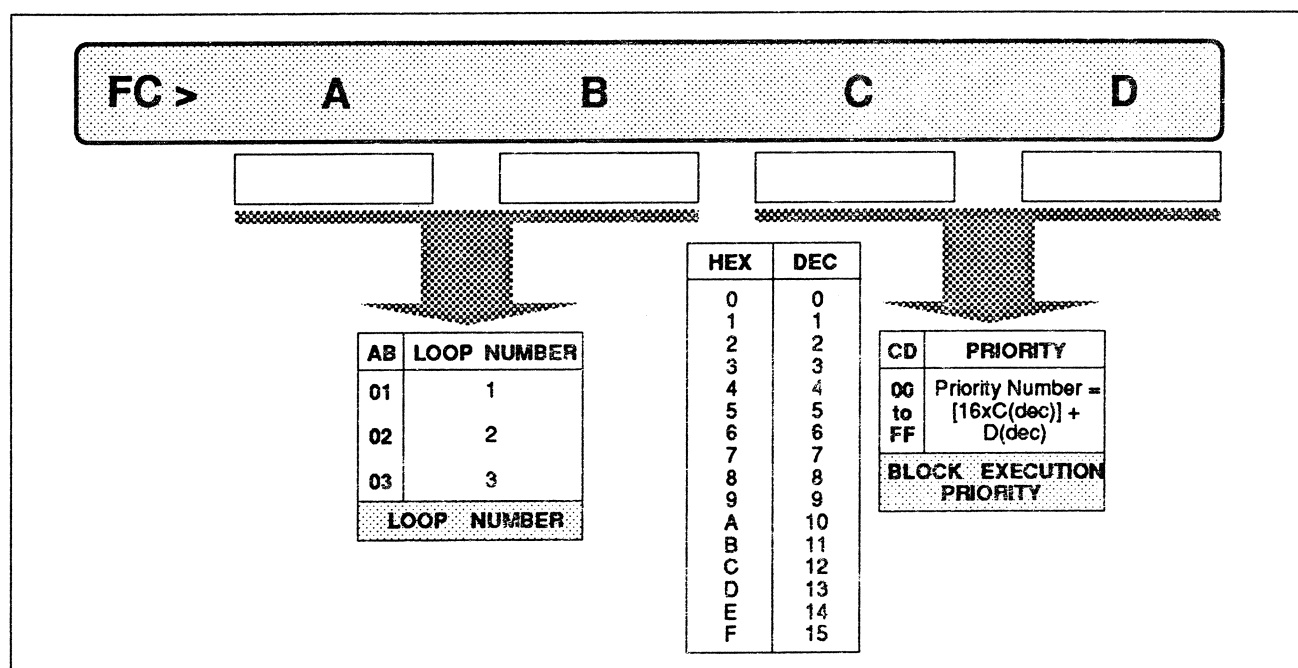 FC > A B C D
AB LOOP NUMBER
01 1
02 2
03 3
LOOP NUMBER
HEX DEC
0 0
1 1
2 2
3 3
4 4
5 5
6 6
7 7
8 8
9 9
A 10
B 11
C 12
D 13
E 14
F 15
CD PRIORITY
00 Priority Number =
to [16xC(dec)] +
FF D(dec)
BLOCK EXECUTION
PRIORITY